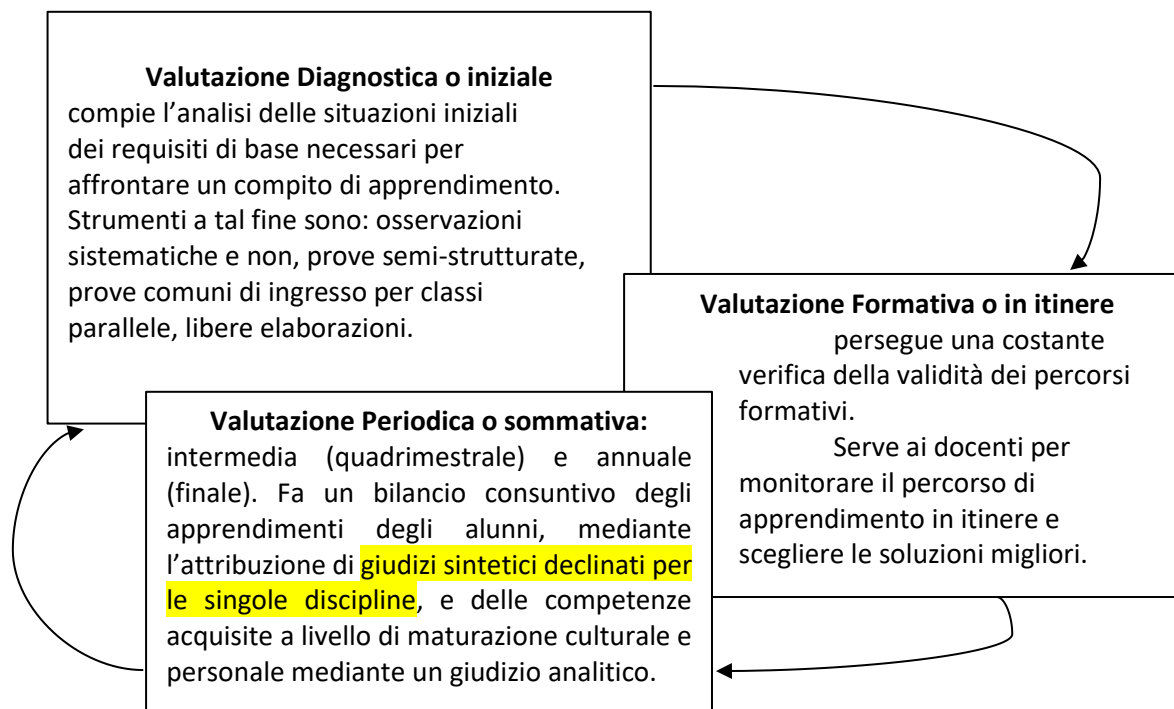 Valutazione Diagnostica o iniziale
compie l’analisi delle situazioni iniziali
dei requisiti di base necessari per
affrontare un compito di apprendimento.
Strumenti a tal fine sono: osservazioni
sistematiche e non, prove semi-strutturate,
prove comuni di ingresso per classi
parallele, libere elaborazioni.
Valutazione Formativa o in itinere
persegue una costante
verifica della validità dei percorsi
formativi.
Serve ai docenti per
monitorare il percorso di
apprendimento in itinere e
scegliere le soluzioni migliori.
Valutazione Periodica o sommativa:
intermedia (quadrimestrale) e annuale
(finale). Fa un bilancio consuntivo degli
apprendimenti degli alunni, mediante
l’attribuzione di giudizi sintetici declinati per
le singole discipline, e delle competenze
acquisite a livello di maturazione culturale e
personale mediante un giudizio analitico.